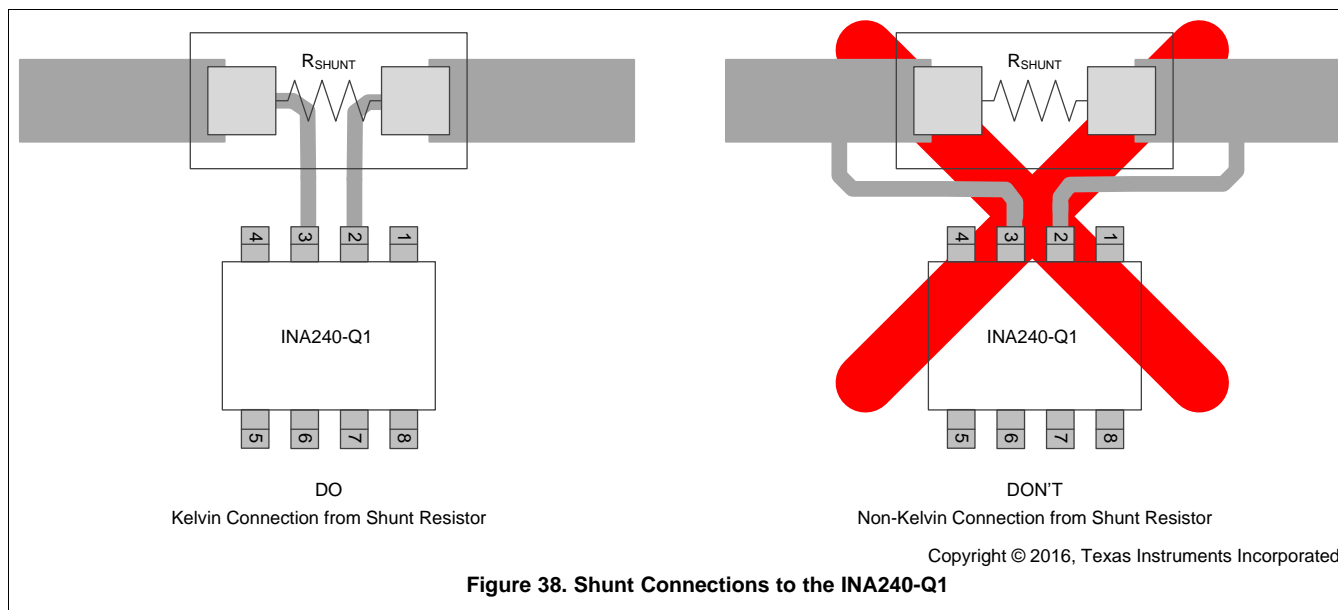 RSHUNT
RSHUNT
4 3 2 1
4 3 2 1
INA240-Q1
INA240-Q1
5 6 7 8
5 6 7 8
DO
Kelvin Connection from Shunt Resistor
DON'T
Non-Kelvin Connection from Shunt Resistor
Copyright © 2016, Texas Instruments Incorporated
Figure 38. Shunt Connections to the INA240-Q1